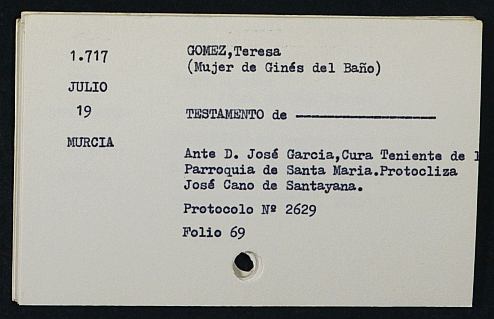 1.717
GOMEZ,Teresa
(Mujer de Ginés del Baño)
JULIO
19
TESTAMENTO de ————————
MURCIA
Ante D. José Garcia,Cura Teniente de l
Parroquia de Santa Maria.Protocliza
José Cano de Santayana.
Protocolo Nº 2629
Folio 69